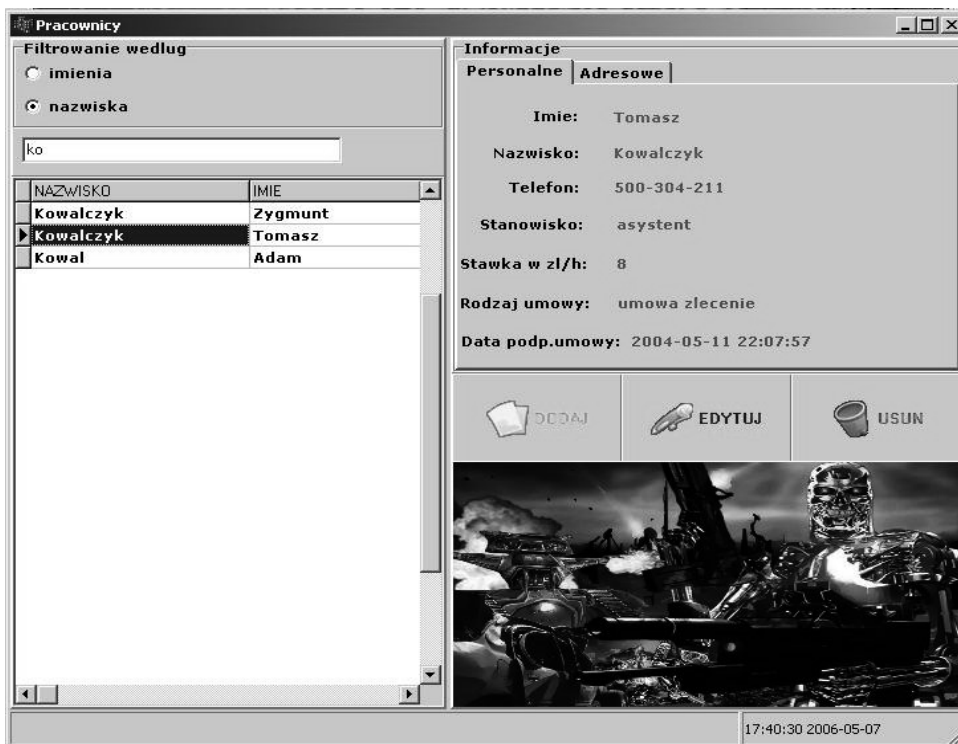 Pracownicy
Filtrowanie wedlug
imienia
nazwiska
ko
NAZWISKO IMIE
Kowalczyk Zygmunt
Kowalczyk Tomasz
Kowal Adam
Informacje
Personalne Adresowe
Imie: Tomasz
Nazwisko: Kowalczyk
Telefon: 500-304-211
Stanowisko: asystent
Stawka w zl/h: 8
Rodzaj umowy: umowa zlecenie
Data podp.umowy: 2004-05-11 22:07:57
DODAJ EDYTUJ USUN
17:40:30 2006-05-07